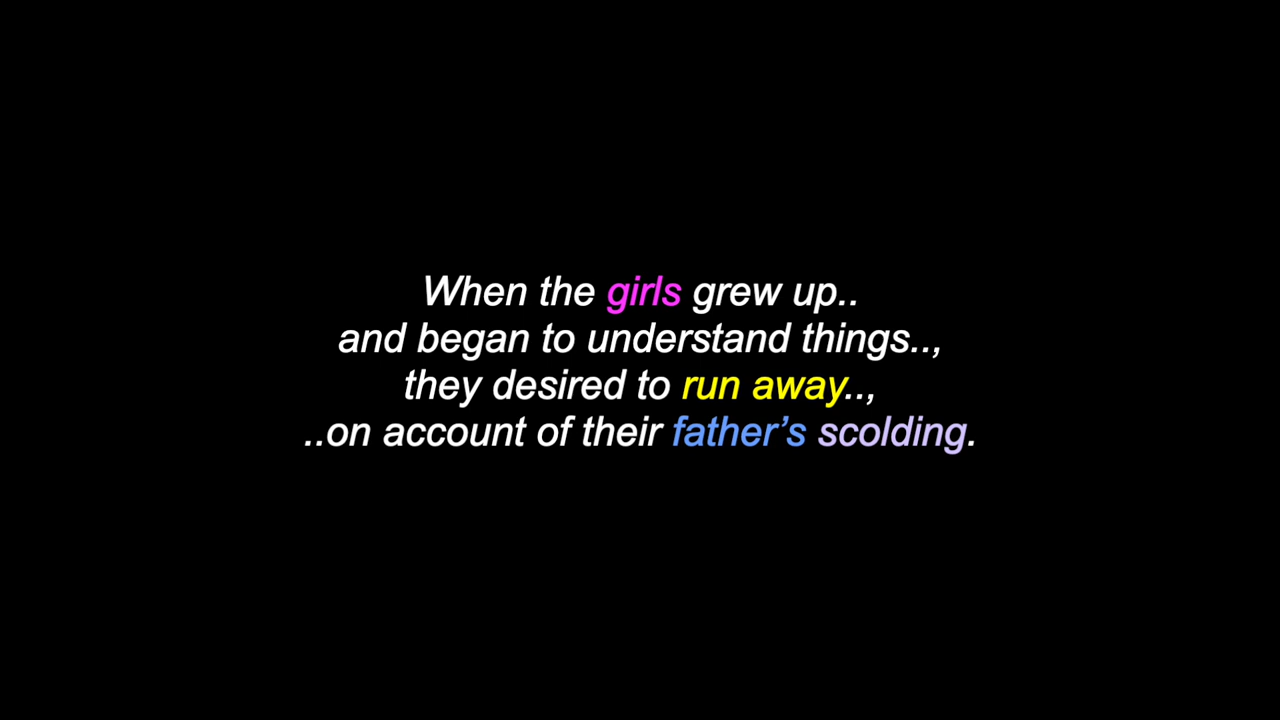 When the girls grew up..
and began to understand things..,
they desired to run away..,
..on account of their father’s scolding.